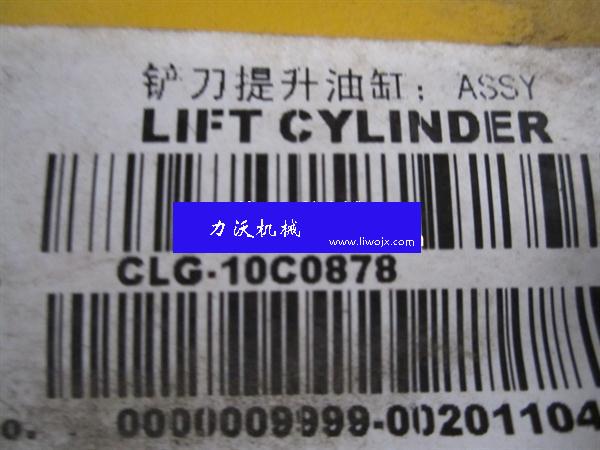 铲刀提升油缸: ASSY
LIFT CYLINDER
力沃机械
www.liwojx.com
CLG-10C0878
o.
0000009999-00201104